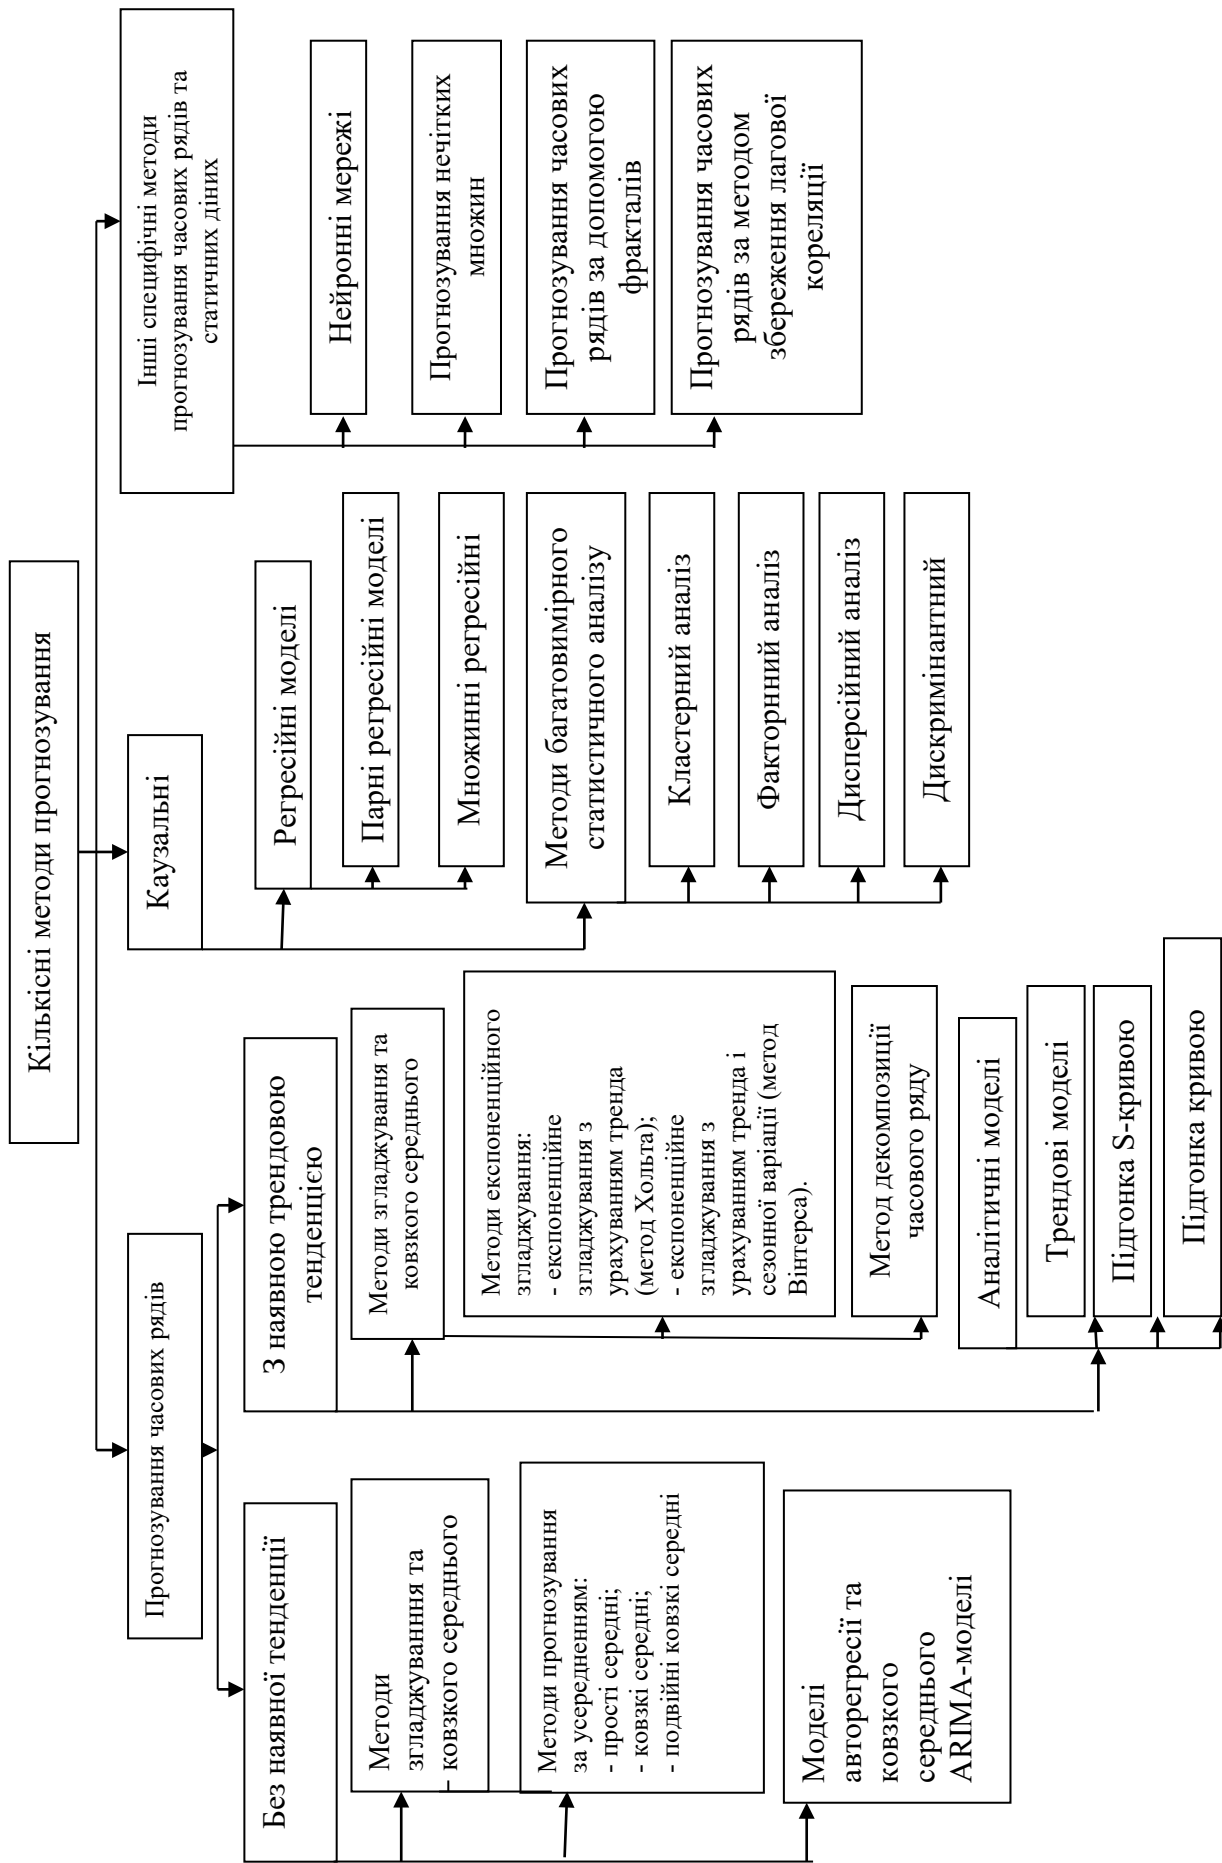 Кількісні методи прогнозування
Прогнозування часових рядів
Каузальні
Інші специфічні методи
прогнозування часових рядів та
статичних діних
Без наявної тенденції
З наявною трендовою
тенденцією
Методи
згладжування та
ковзкого середнього
Методи прогнозування
за усередненням:
- прості середні;
- ковзкі середні;
- подвійні ковзкі середні
Моделі
авторегресії та
ковзкого
середнього
ARIMA-моделі
Методи згладжування та
ковзкого середнього
Методи експоненційного
згладжування:
- експоненційне
згладжування з
урахуванням тренда
(метод Хольта);
- експоненційне
згладжування з
урахуванням тренда і
сезонної варіації (метод
Вінтерса).
Метод декомпозиції
часового ряду
Аналітичні моделі
Трендові моделі
Підгонка S-кривою
Підгонка кривою
Регресійні моделі
Парні регресійні моделі
Множинні регресійні
Методи багатовимірного
статистичного аналізу
Кластерний аналіз
Факторнний аналіз
Дисперсійний аналіз
Дискримінантний
Нейронні мережі
Прогнозування нечітких
множин
Прогнозування часових
рядів за допомогою
фракталів
Прогнозування часових
рядів за методом
збереження лагової
кореляції